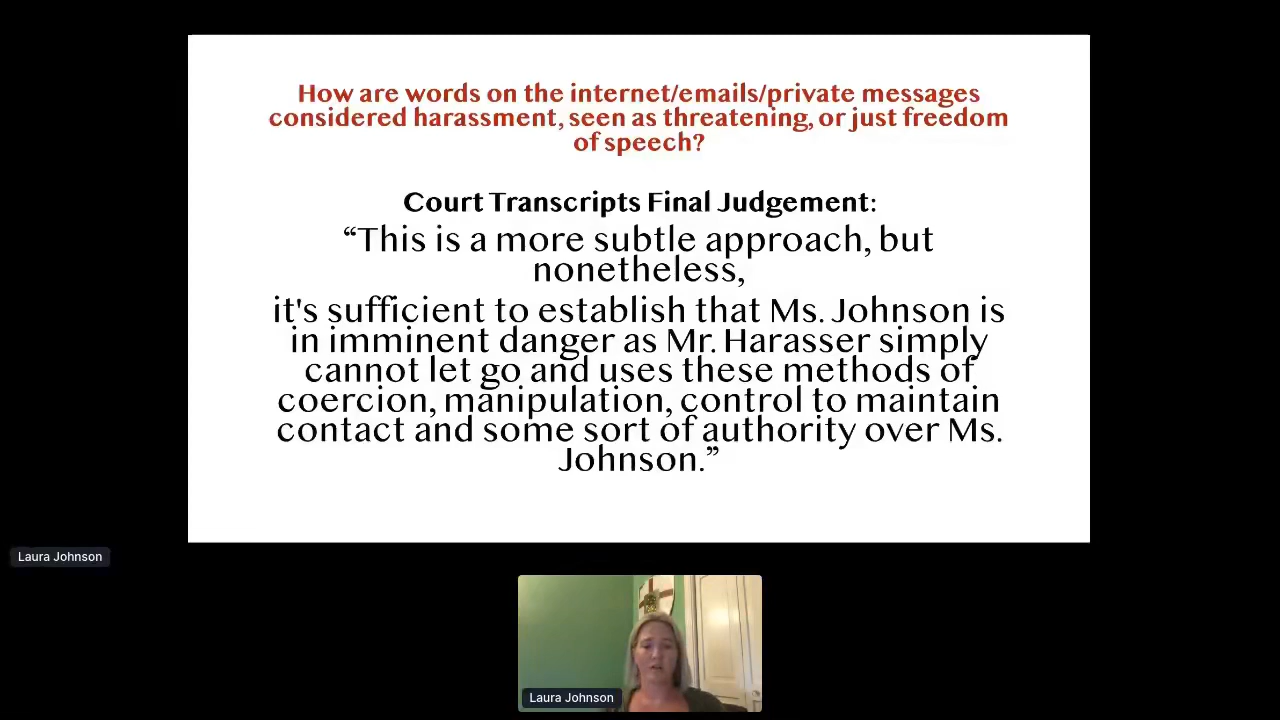 How are words on the internet/emails/private messages
considered harassment, seen as threatening, or just freedom
of speech?
Court Transcripts Final Judgement:
“This is a more subtle approach, but
nonetheless,
it's sufficient to establish that Ms. Johnson is
in imminent danger as Mr. Harasser simply
cannot let go and uses these methods of
coercion, manipulation, control to maintain
contact and some sort of authority over Ms.
Johnson.”
Laura Johnson
Laura Johnson